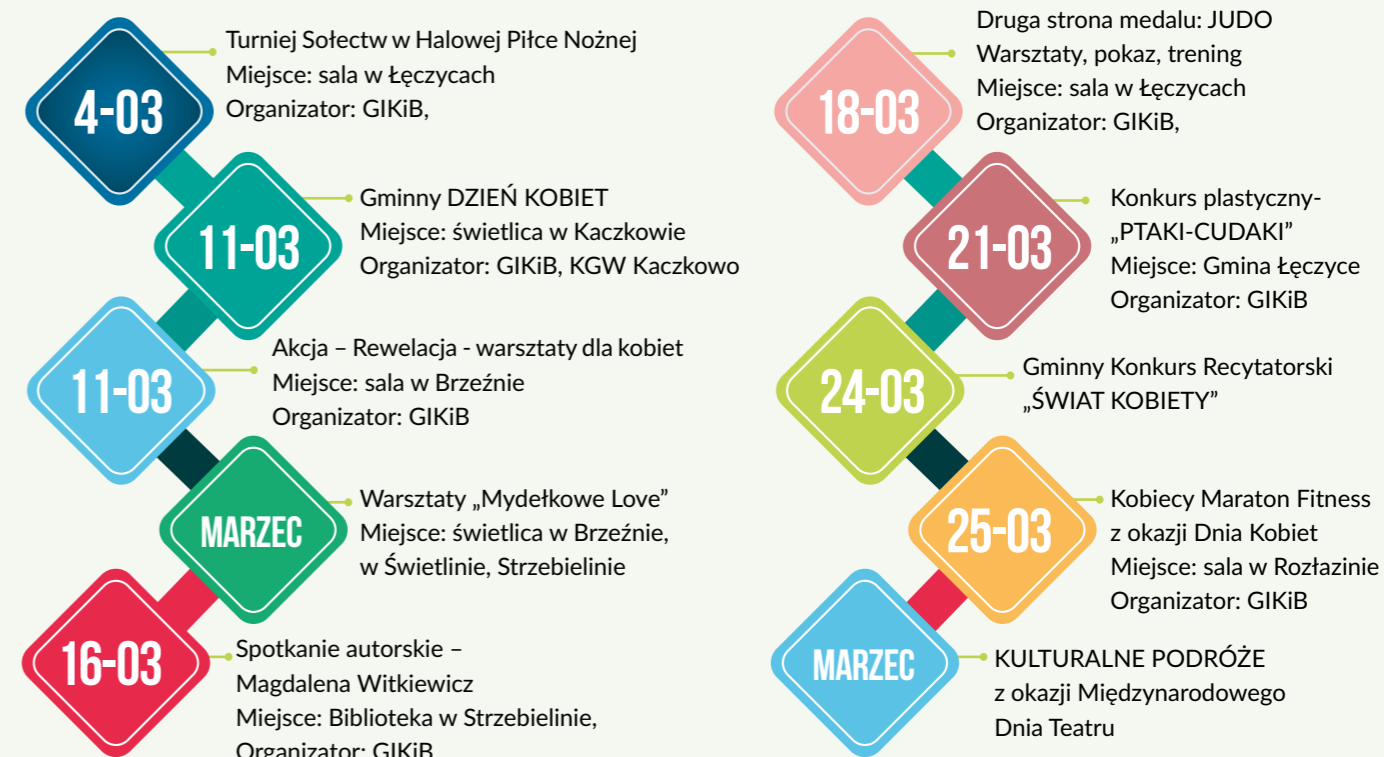 4-03
Turniej Sołectw w Halowej Piłce Nożnej
Miejsce: sala w Łęczycach
Organizator: GIKiB,
11-03
Gminny DZIEŃ KOBIET
Miejsce: świetlica w Kaczkowie
Organizator: GIKiB, KGW Kaczkowo
11-03
Akcja – Rewelacja - warsztaty dla kobiet
Miejsce: sala w Brzeźnie
Organizator: GIKiB
MARZEC
Warsztaty „Mydełkowe Love”
Miejsce: świetlica w Brzeźnie,
w Świetlinie, Strzebielinie
16-03
Spotkanie autorskie –
Magdalena Witkiewicz
Miejsce: Biblioteka w Strzebielinie,
Organizator: GIKiB
18-03
Druga strona medalu: JUDO
Warsztaty, pokaz, trening
Miejsce: sala w Łęczycach
Organizator: GIKiB,
21-03
Konkurs plastyczny-
„PTAKI-CUDAKI”
Miejsce: Gmina Łęczyce
Organizator: GIKiB
24-03
Gminny Konkurs Recytatorski
„ŚWIAT KOBIETY”
25-03
Kobiecy Maraton Fitness
z okazji Dnia Kobiet
Miejsce: sala w Rozłazinie
Organizator: GIKiB
MARZEC
KULTURALNE PODRÓŻE
z okazji Międzynarodowego
Dnia Teatru